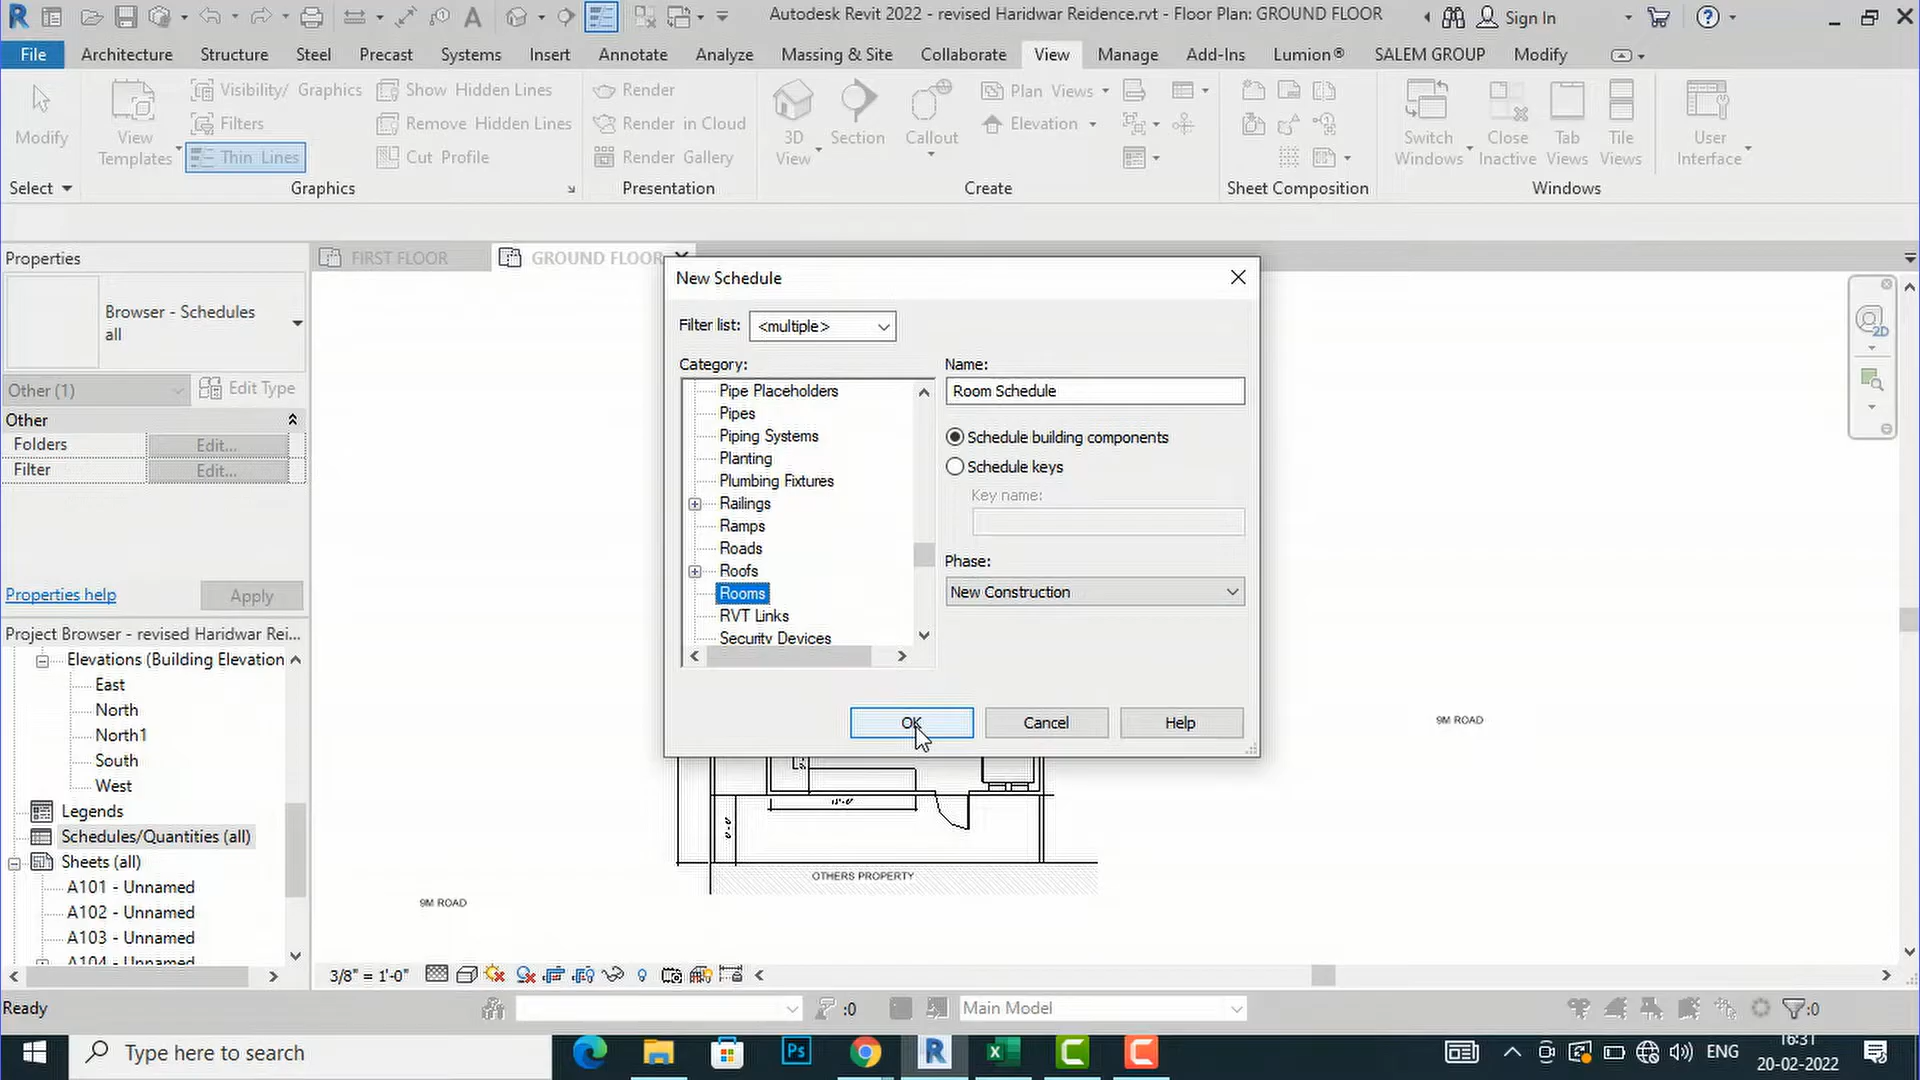 Autodesk Revit 2022 - revised Haridwar Reidence.rvt - Floor Plan: GROUND FLOOR
Sign In
File Architecture Structure Steel Precast Systems Insert Annotate Analyze Massing & Site Collaborate View Manage Add-Ins Lumion® SALEM GROUP Modify
Modify
View Templates
Visibility/ Graphics
Filters
Thin Lines
Show Hidden Lines
Remove Hidden Lines
Cut Profile
Render
Render in Cloud
Render Gallery
3D View
Section
Callout
Plan Views
Elevation
Switch Windows
Close Inactive
Tab Views
Tile Views
User Interface
Select
Graphics
Presentation
Create
Sheet Composition
Windows
Properties
FIRST FLOOR
GROUND FLOOR
Browser - Schedules
all
Other (1)
Edit Type
Other
Folders Edit...
Filter Edit...
Properties help
Apply
Project Browser - revised Haridwar Rei...
Elevations (Building Elevation
East
North
North1
South
West
Legends
Schedules/Quantities (all)
Sheets (all)
A101 - Unnamed
A102 - Unnamed
A103 - Unnamed
A104 - Unnamed
New Schedule
Filter list: <multiple>
Category:
Pipe Placeholders
Pipes
Piping Systems
Planting
Plumbing Fixtures
Railings
Ramps
Roads
Roofs
Rooms
RVT Links
Security Devices
Name:
Room Schedule
Schedule building components
Schedule keys
Key name:
Phase:
New Construction
OK
Cancel
Help
2D
9M ROAD
OTHERS PROPERTY
9M ROAD
3/8" = 1'-0"
Ready
:0
Main Model
:0
Type here to search
Ps
R
ENG
16:31
20-02-2022